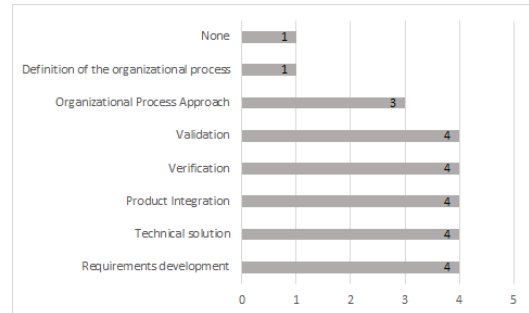 None 1
Definition of the organizational process 1
Organizational Process Approach 3
Validation 4
Verification 4
Product Integration 4
Technical solution 4
Requirements development 4
0 1 2 3 4 5